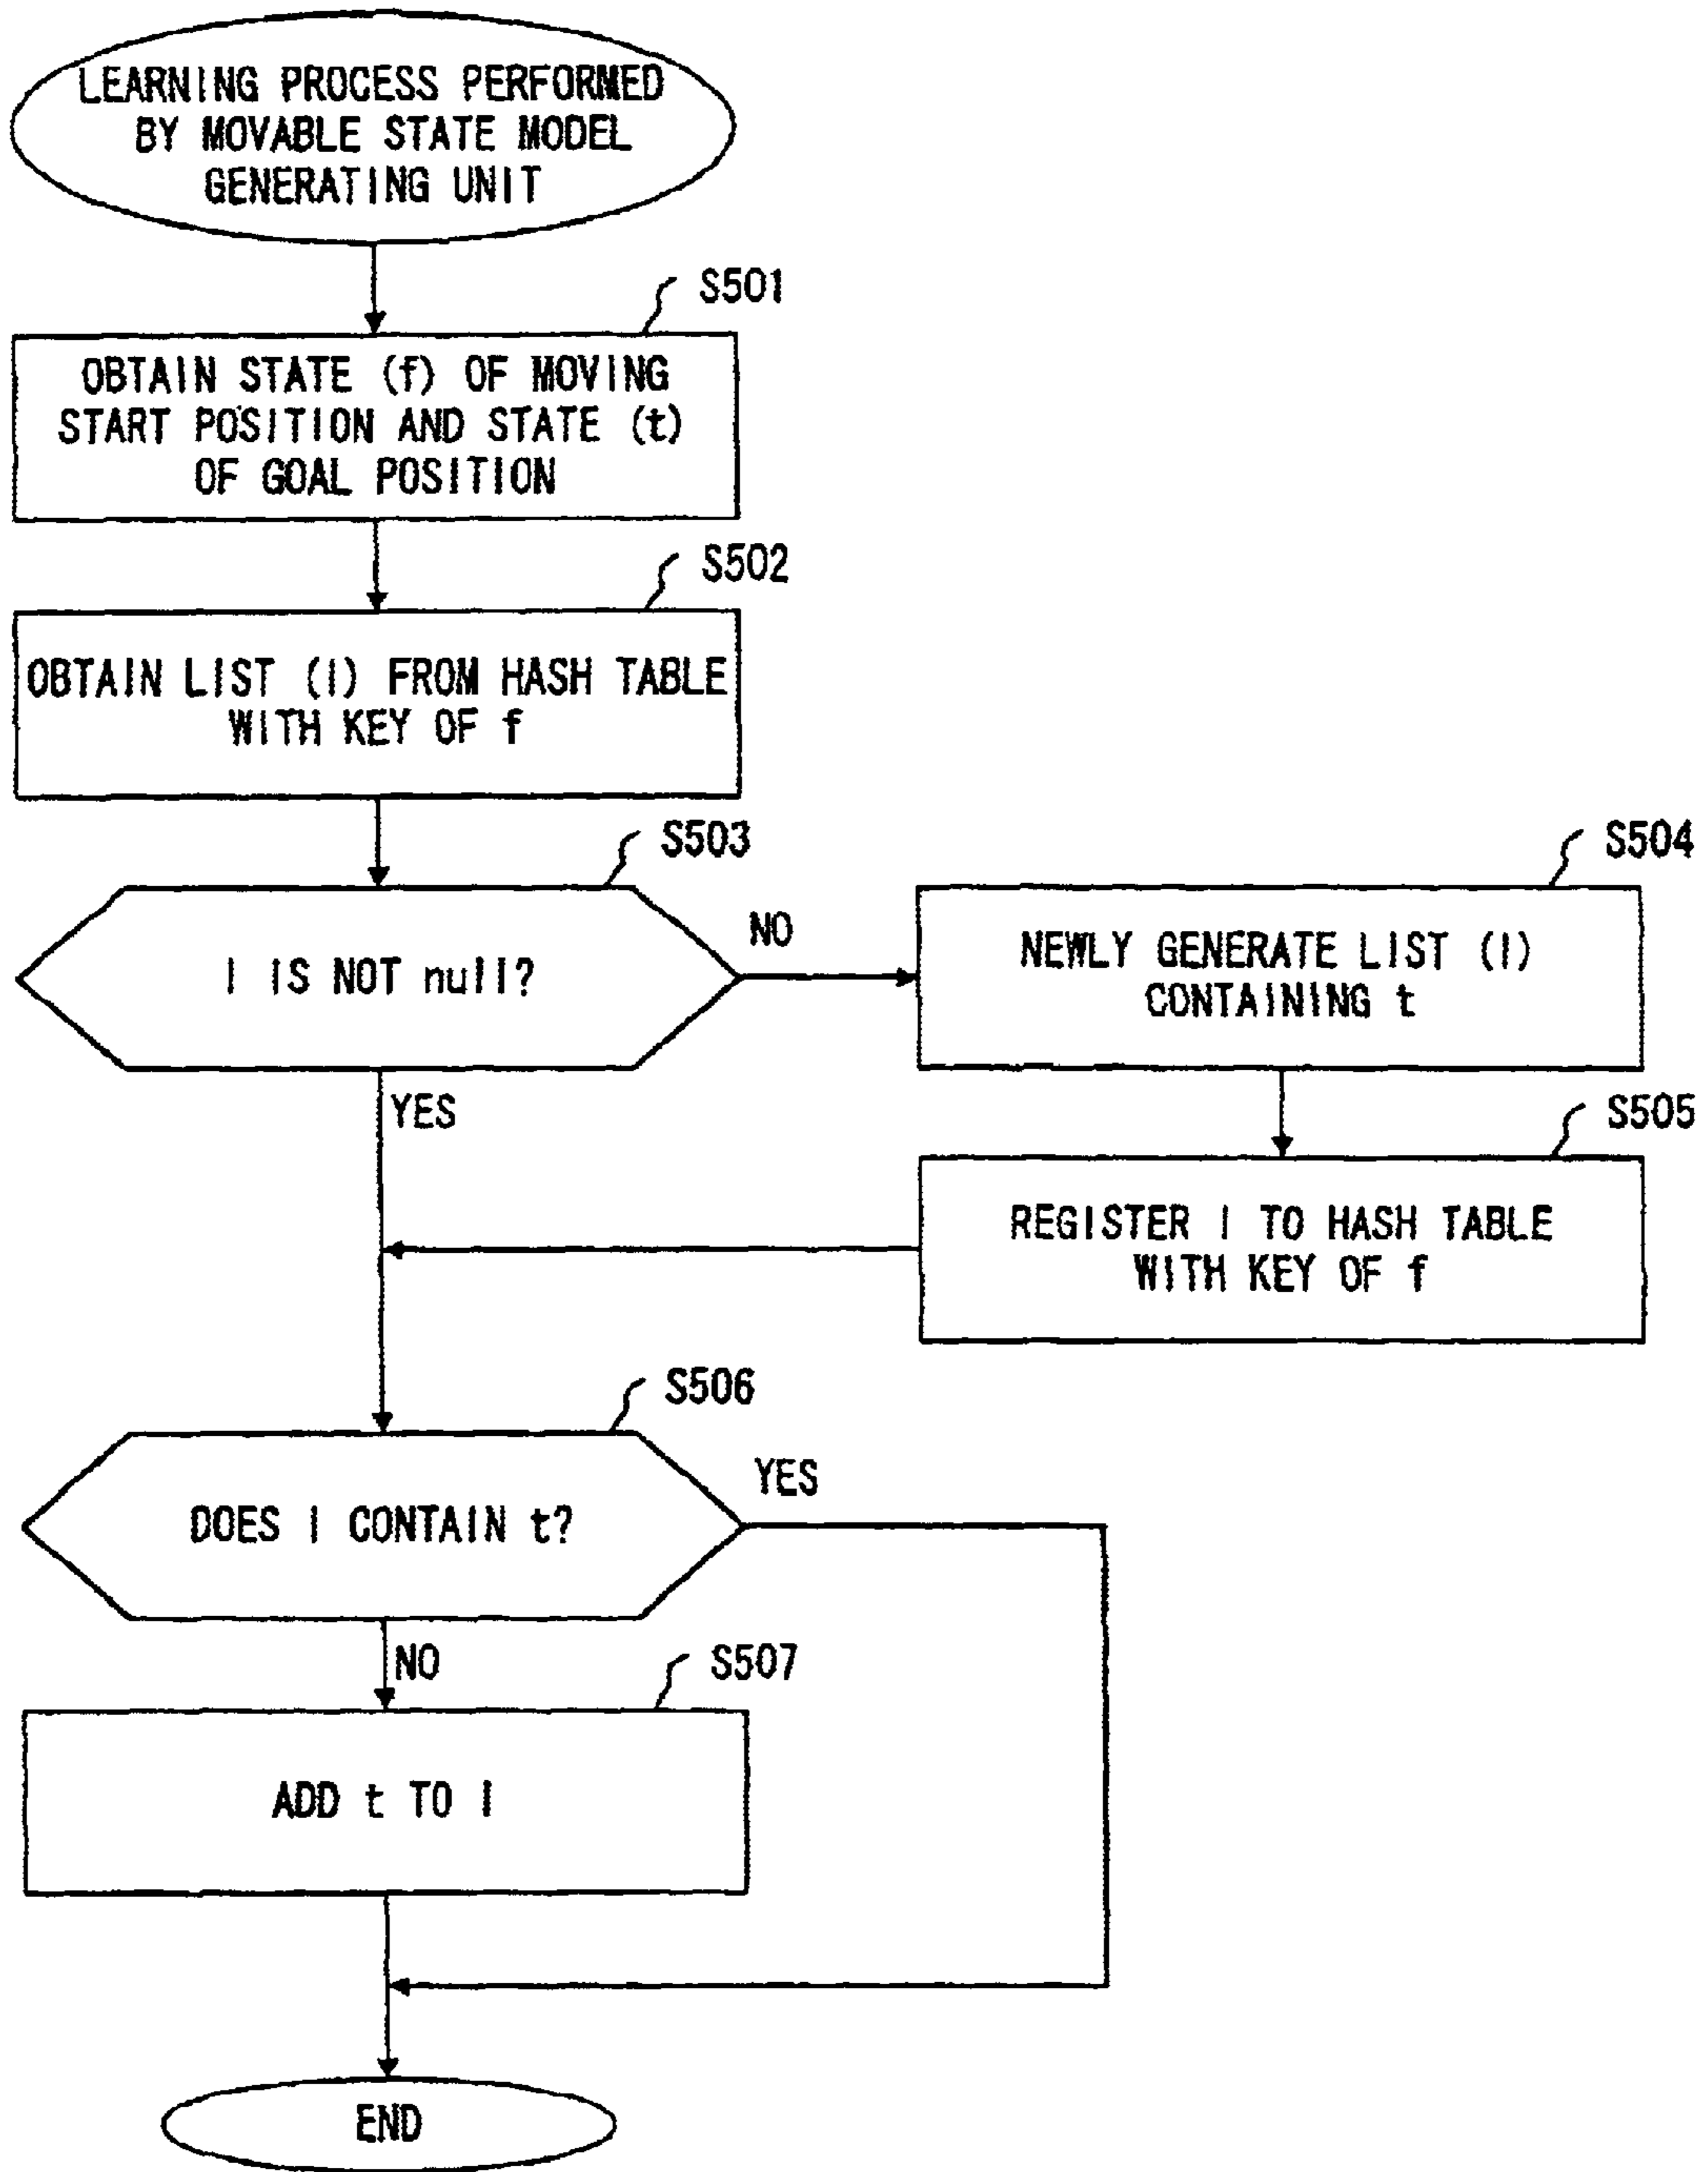 LEARNING PROCESS PERFORMED
BY MOVABLE STATE MODEL
GENERATING UNIT
S501
OBTAIN STATE (f) OF MOVING
START POSITION AND STATE (t)
OF GOAL POSITION
S502
OBTAIN LIST (l) FROM HASH TABLE
WITH KEY OF f
S503
l IS NOT null?
NO
YES
S504
NEWLY GENERATE LIST (l)
CONTAINING t
S505
REGISTER l TO HASH TABLE
WITH KEY OF f
S506
DOES l CONTAIN t?
YES
NO
S507
ADD t TO l
END